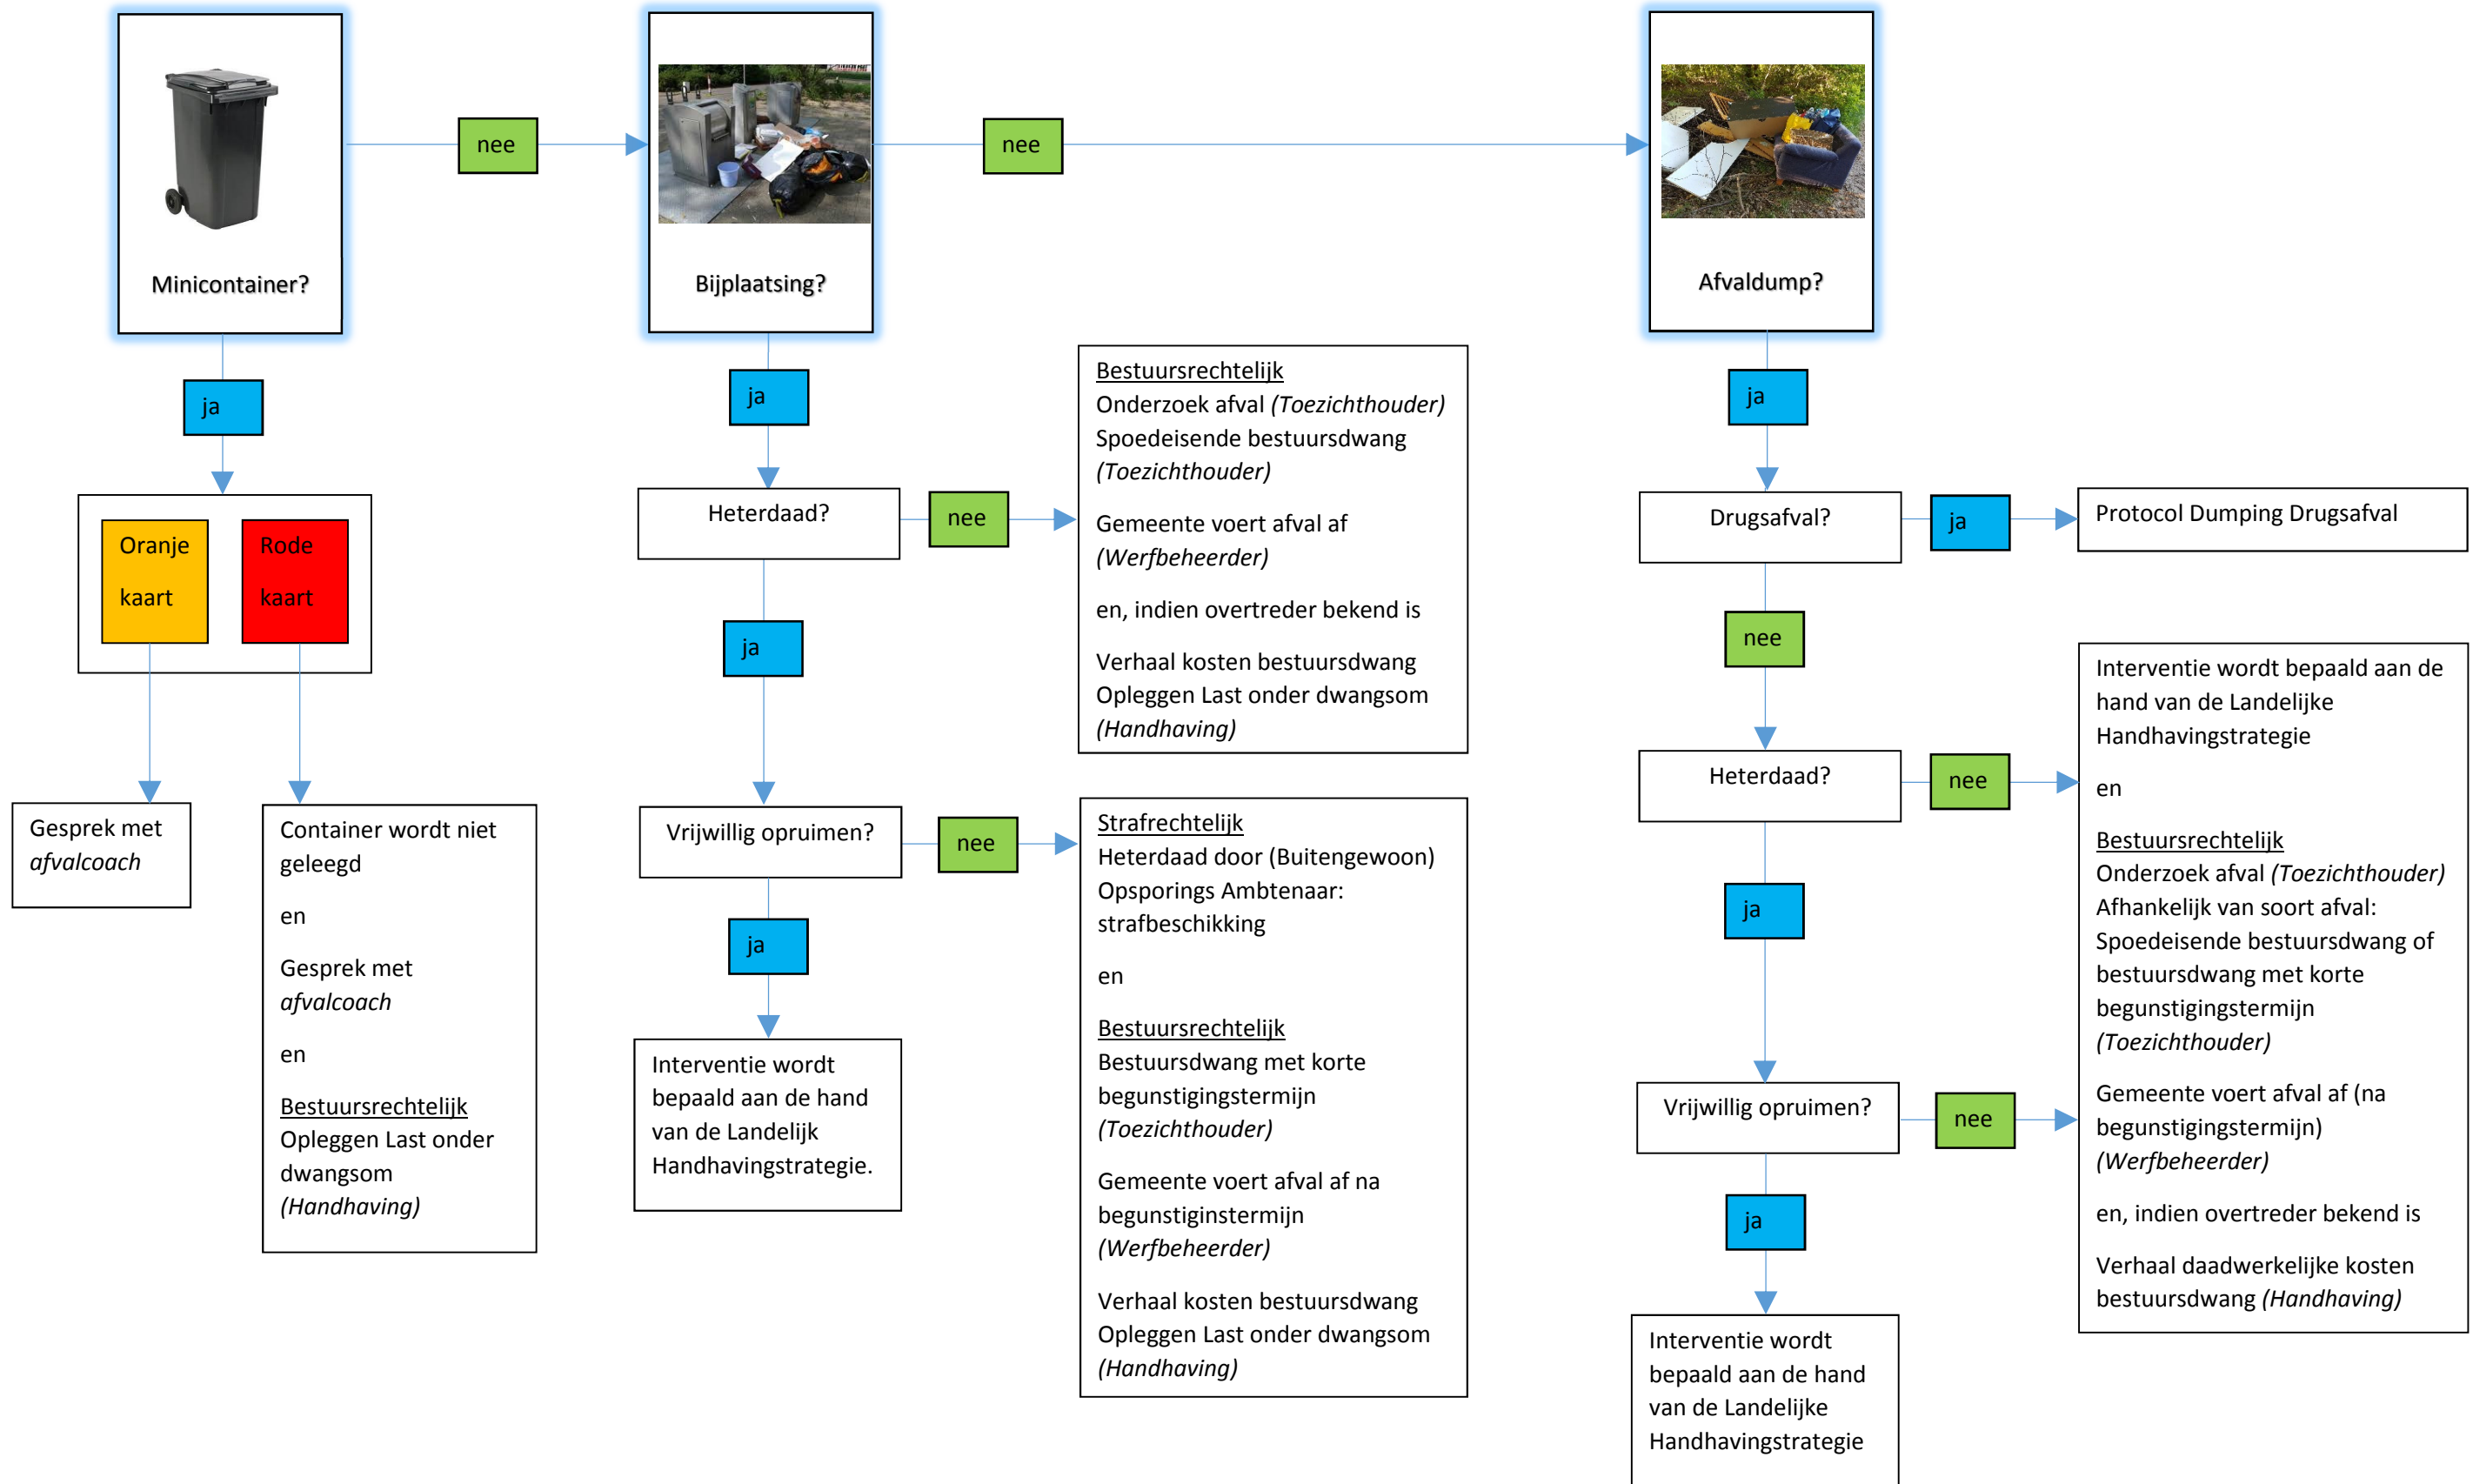 Minicontainer?
nee
Bijplaatsing?
nee
Afvaldump?
ja
Oranje
kaart
Rode
kaart
Gesprek met
afvalcoach
Container wordt niet
geleegd
en
Gesprek met
afvalcoach
en
Bestuursrechtelijk
Opleggen Last onder
dwangsom
(Handhaving)
ja
Heterdaad?
nee
Bestuursrechtelijk
Onderzoek afval (Toezichthouder)
Spoedeisende bestuursdwang
(Toezichthouder)
Gemeente voert afval af
(Werfbeheerder)
en, indien overtreder bekend is
Verhaal kosten bestuursdwang
Opleggen Last onder dwangsom
(Handhaving)
ja
Vrijwillig opruimen?
nee
Strafrechtelijk
Heterdaad door (Buitengewoon)
Opsporings Ambtenaar:
strafbeschikking
en
Bestuursrechtelijk
Bestuursdwang met korte
begunstigingstermijn
(Toezichthouder)
Gemeente voert afval af na
begunstiginstermijn
(Werfbeheerder)
Verhaal kosten bestuursdwang
Opleggen Last onder dwangsom
(Handhaving)
ja
Interventie wordt
bepaald aan de hand
van de Landelijk
Handhavingstrategie.
ja
Drugsafval?
ja
Protocol Dumping Drugsafval
nee
Heterdaad?
nee
Interventie wordt bepaald aan de
hand van de Landelijke
Handhavingstrategie
en
Bestuursrechtelijk
Onderzoek afval (Toezichthouder)
Afhankelijk van soort afval:
Spoedeisende bestuursdwang of
bestuursdwang met korte
begunstigingstermijn
(Toezichthouder)
Gemeente voert afval af (na
begunstigingstermijn)
(Werfbeheerder)
en, indien overtreder bekend is
Verhaal daadwerkelijke kosten
bestuursdwang (Handhaving)
ja
Vrijwillig opruimen?
nee
ja
Interventie wordt
bepaald aan de hand
van de Landelijke
Handhavingstrategie